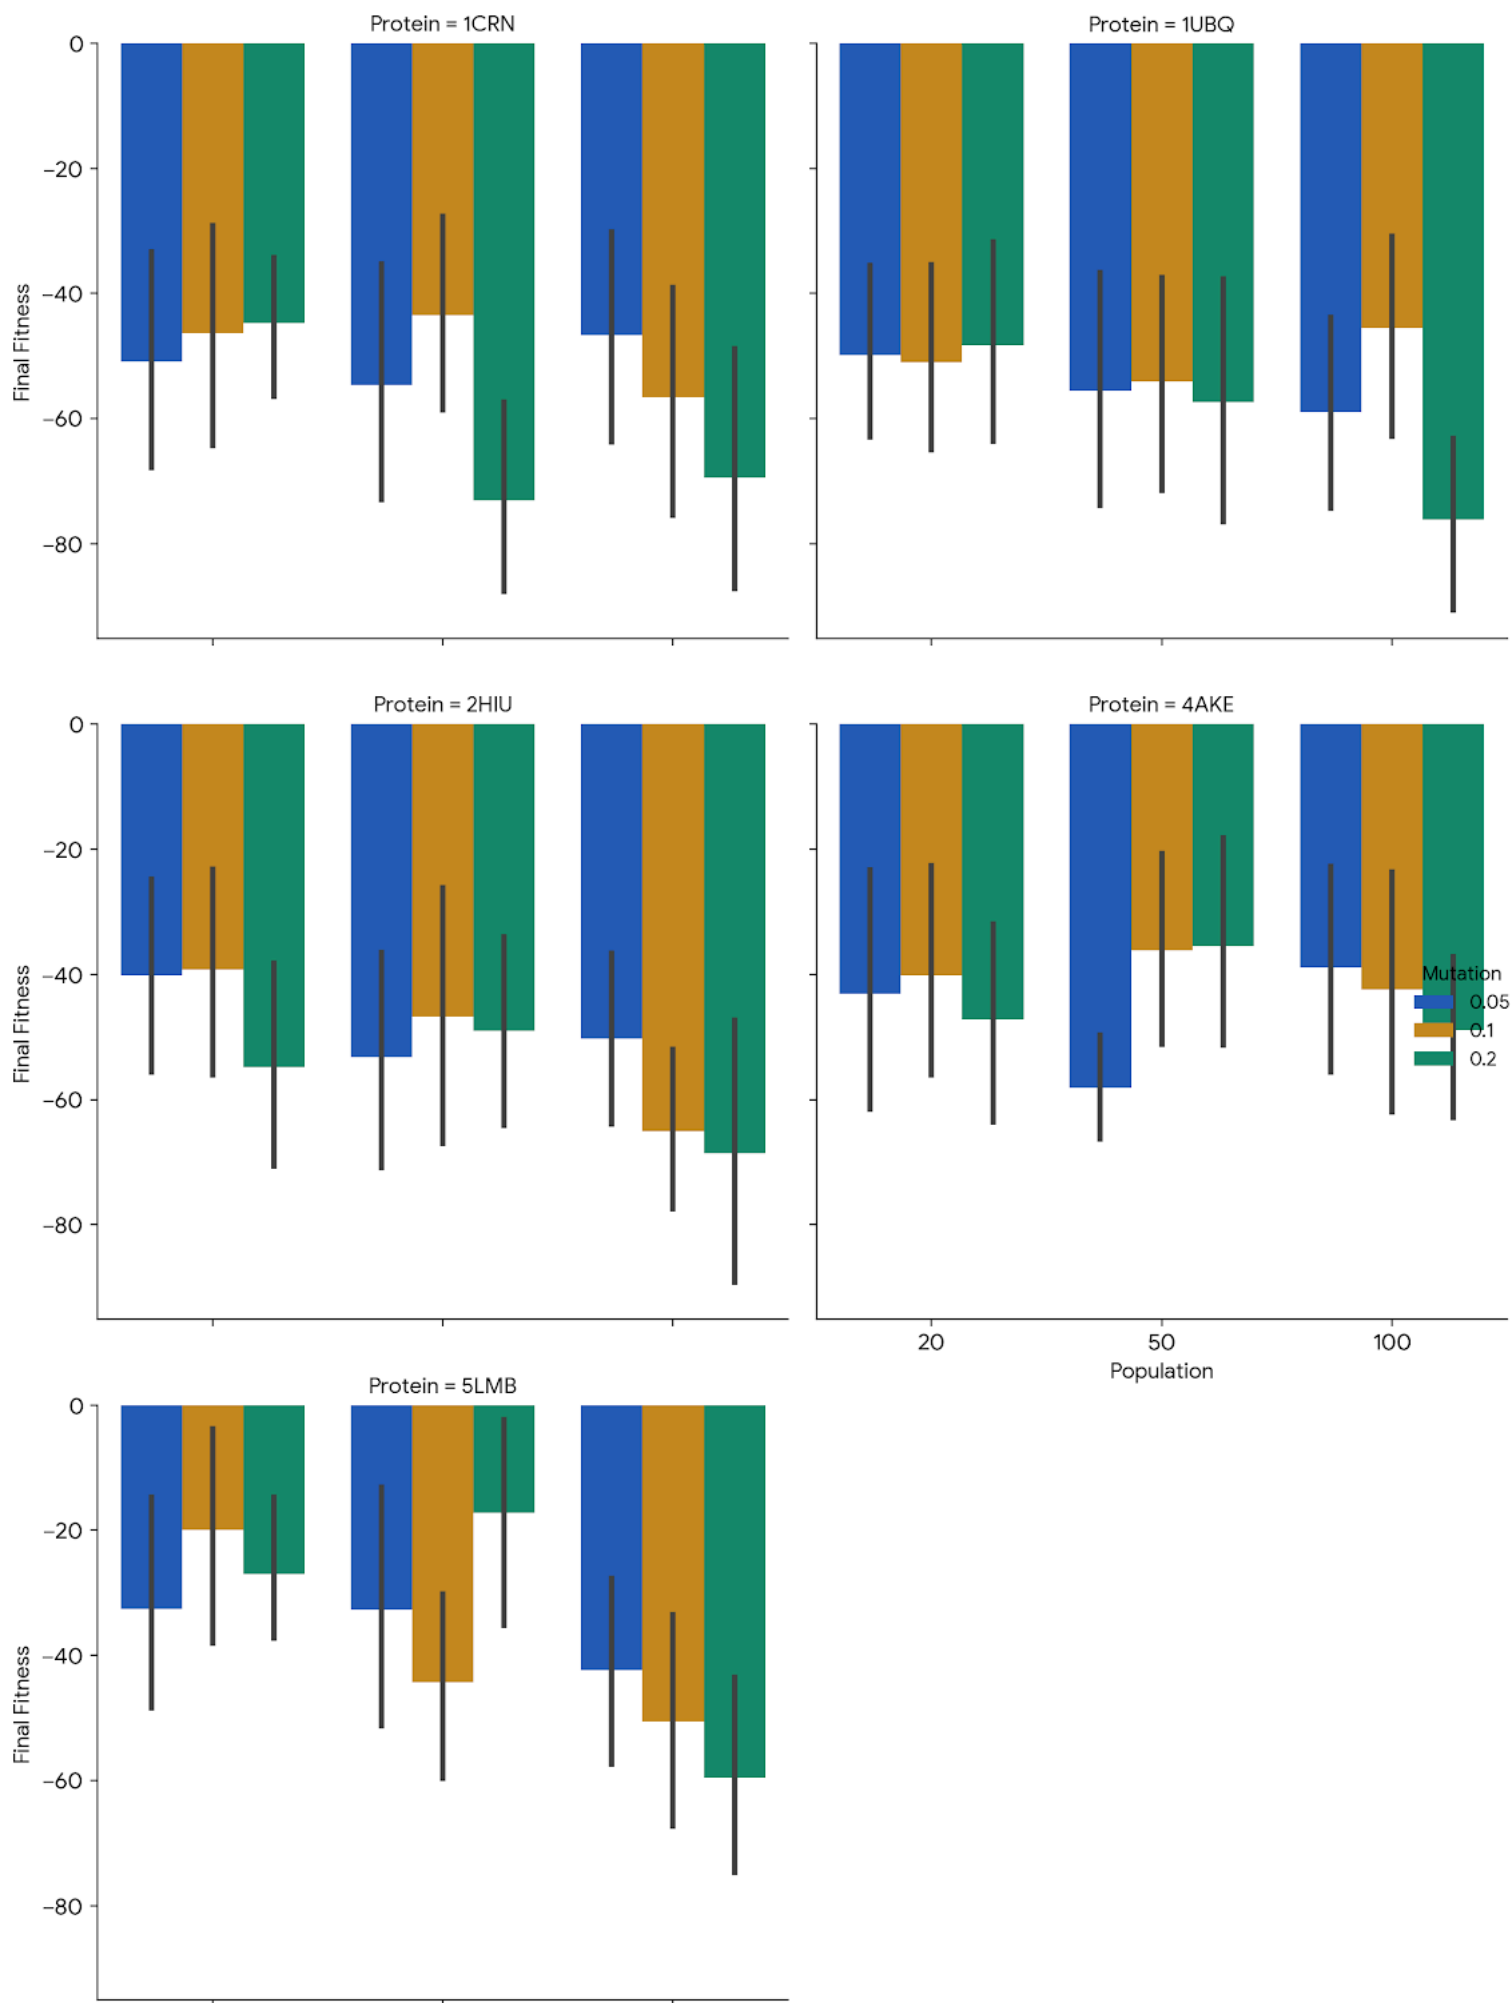 Protein = 1CRN
0
−20
−40
−60
−80
Final Fitness
Protein = 1UBQ
Protein = 2HIU
0
−20
−40
−60
−80
Final Fitness
Protein = 4AKE
Mutation
0.05
0.1
0.2
20 50 100
Population
Protein = 5LMB
0
−20
−40
−60
−80
Final Fitness